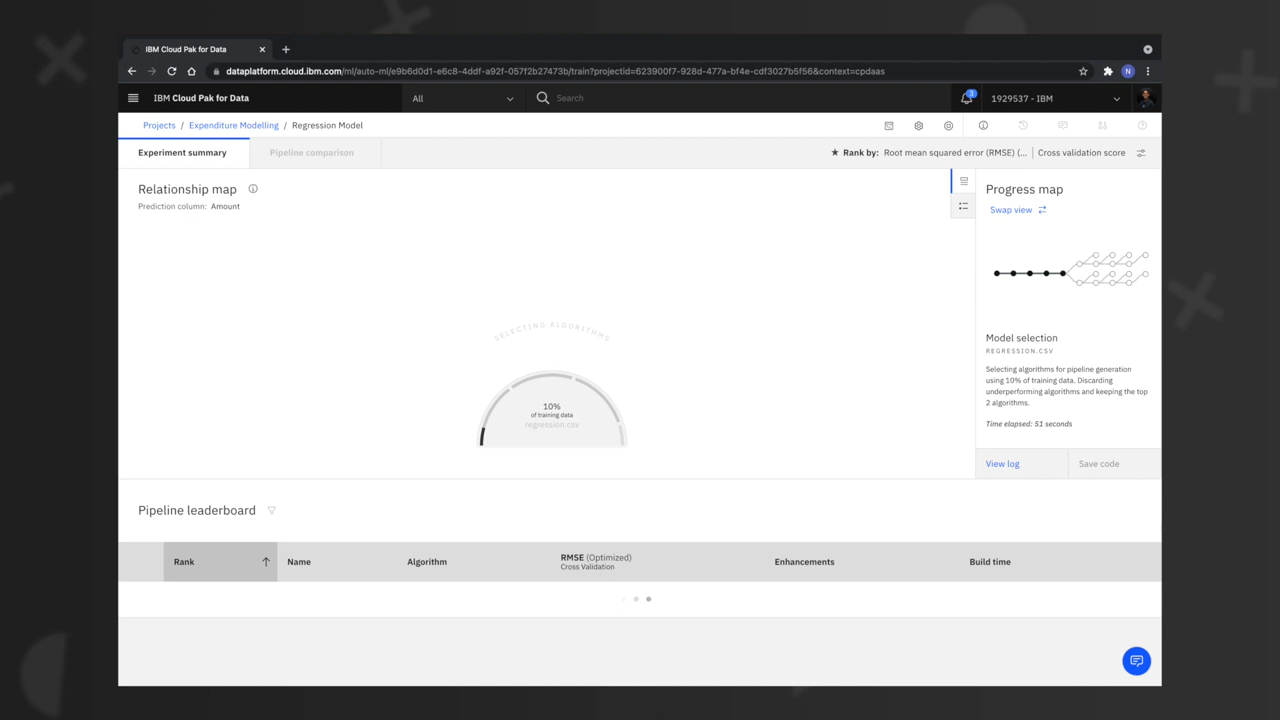 IBM Cloud Pak for Data
dataplatform.cloud.ibm.com/ml/auto-ml/e9b6d0d1-e6c8-4ddf-a92f-057f2b27473b/train?projectid=623900f7-928d-477a-bf4e-cdf3027b5f56&context=cpdaas
N
IBM Cloud Pak for Data
All
Search
3
1929537 - IBM
Projects / Expenditure Modelling / Regression Model
Experiment summary
Pipeline comparison
★ Rank by: Root mean squared error (RMSE) (... | Cross validation score
Relationship map
Prediction column: Amount
SELECTING ALGORITHMS
10%
of training data
regression.csv
Progress map
Swap view
Model selection
REGRESSION.CSV
Selecting algorithms for pipeline generation
using 10% of training data. Discarding
underperforming algorithms and keeping the top
2 algorithms.
Time elapsed: 51 seconds
View log
Save code
Pipeline leaderboard
Rank
Name
Algorithm
RMSE (Optimized)
Cross Validation
Enhancements
Build time